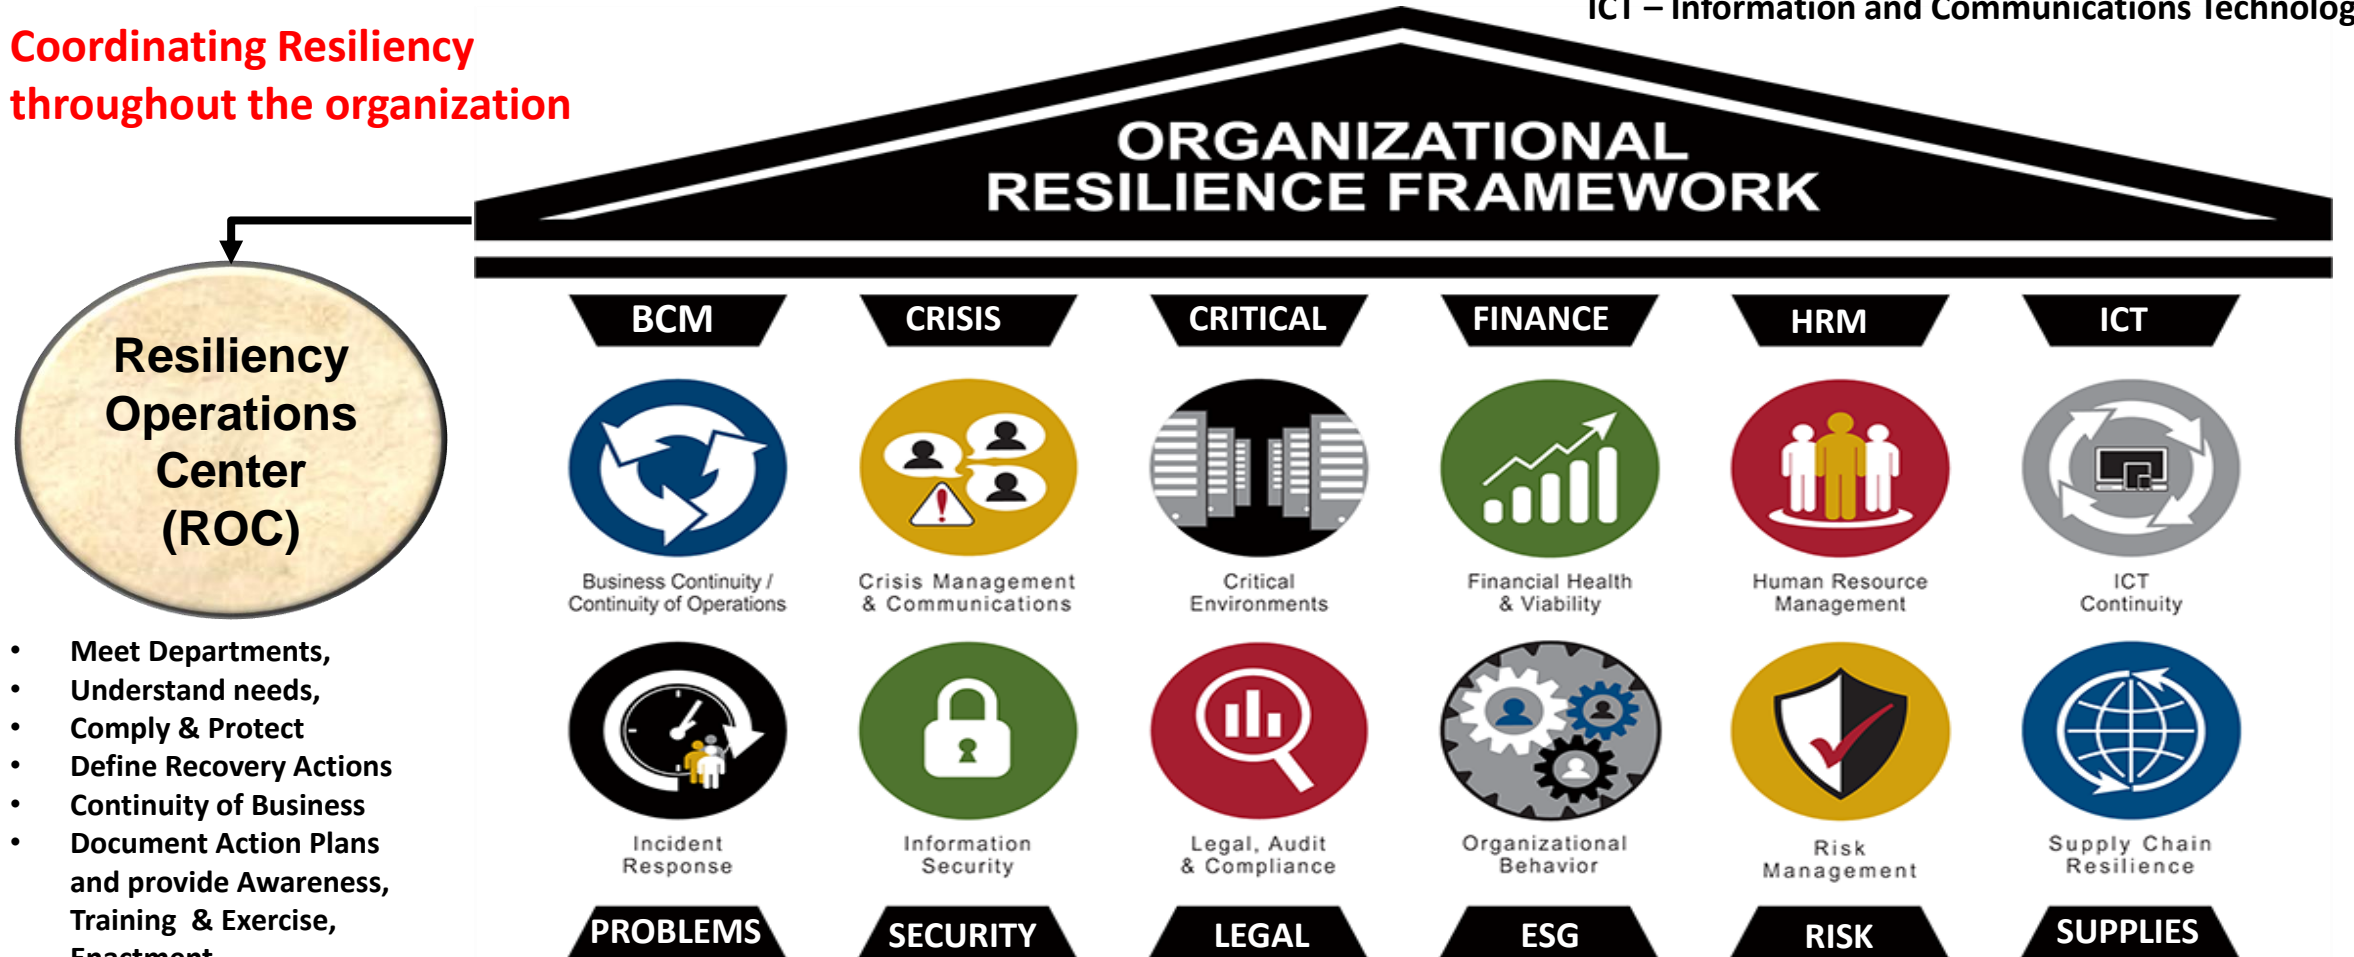 ICT – Information and Communications Technolog
Coordinating Resiliency
throughout the organization
ORGANIZATIONAL
RESILIENCE FRAMEWORK
Resiliency
Operations
Center
(ROC)
• Meet Departments,
• Understand needs,
• Comply & Protect
• Define Recovery Actions
• Continuity of Business
• Document Action Plans
and provide Awareness,
Training & Exercise,
Enactment
BCM
CRISIS
CRITICAL
FINANCE
HRM
ICT
Business Continuity /
Continuity of Operations
Crisis Management
& Communications
Critical
Environments
Financial Health
& Viability
Human Resource
Management
ICT
Continuity
Incident
Response
Information
Security
Legal, Audit
& Compliance
Organizational
Behavior
Risk
Management
Supply Chain
Resilience
PROBLEMS
SECURITY
LEGAL
ESG
RISK
SUPPLIES